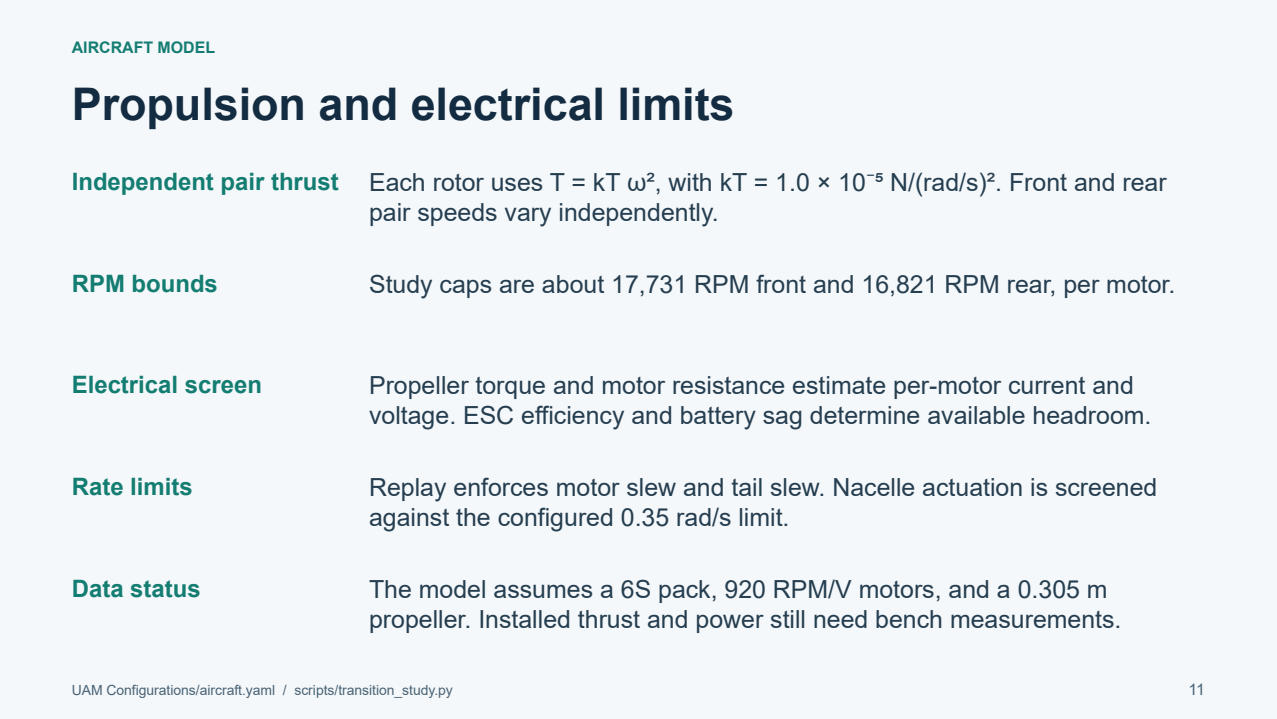 AIRCRAFT MODEL
Propulsion and electrical limits
Independent pair thrust
Each rotor uses T = kT ω², with kT = 1.0 × 10⁻⁵ N/(rad/s)². Front and rear
pair speeds vary independently.
RPM bounds
Study caps are about 17,731 RPM front and 16,821 RPM rear, per motor.
Electrical screen
Propeller torque and motor resistance estimate per-motor current and
voltage. ESC efficiency and battery sag determine available headroom.
Rate limits
Replay enforces motor slew and tail slew. Nacelle actuation is screened
against the configured 0.35 rad/s limit.
Data status
The model assumes a 6S pack, 920 RPM/V motors, and a 0.305 m
propeller. Installed thrust and power still need bench measurements.
UAM Configurations/aircraft.yaml / scripts/transition_study.py
11